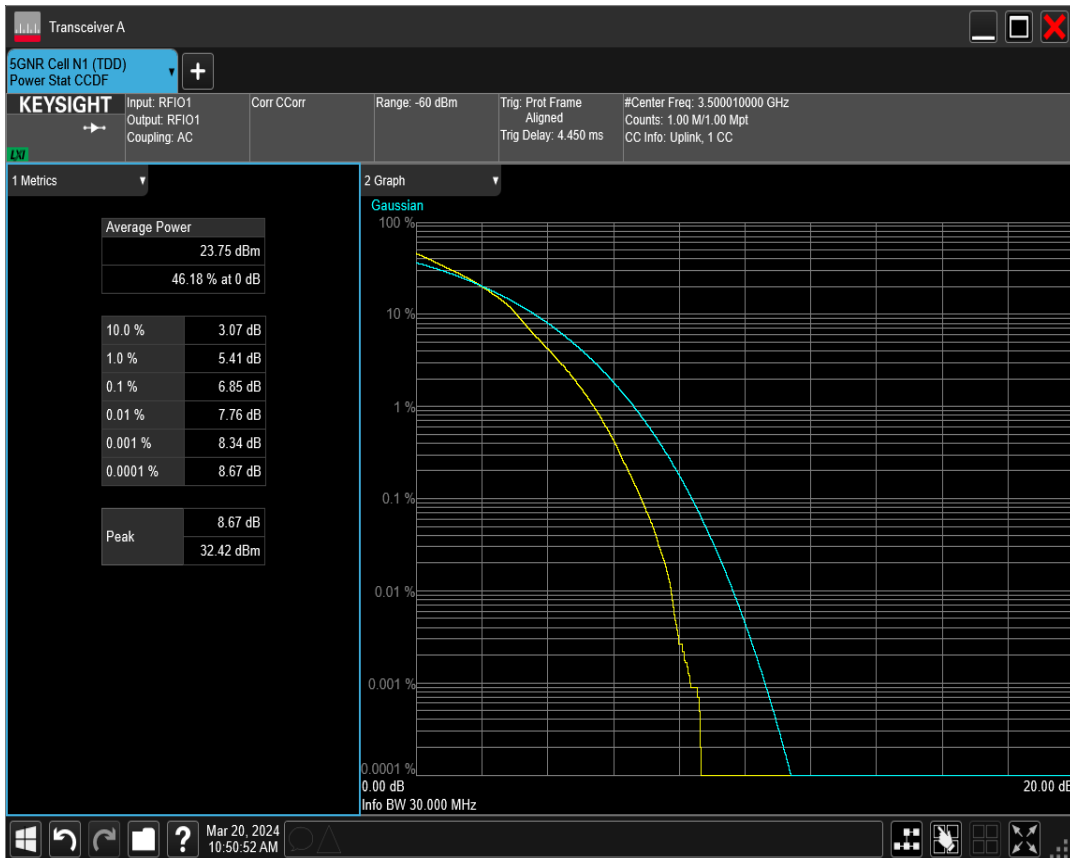 Transceiver A
5GNR Cell N1 (TDD)
Power Stat CCDF
KEYSIGHT
LXI
Input: RFIO1
Output: RFIO1
Coupling: AC
Corr CCorr
Range: -60 dBm
Trig: Prot Frame
Aligned
Trig Delay: 4.450 ms
#Center Freq: 3.500010000 GHz
Counts: 1.00 M/1.00 Mpt
CC Info: Uplink, 1 CC
1 Metrics
Average Power
23.75 dBm
46.18 % at 0 dB
10.0 % 3.07 dB
1.0 % 5.41 dB
0.1 % 6.85 dB
0.01 % 7.76 dB
0.001 % 8.34 dB
0.0001 % 8.67 dB
Peak
8.67 dB
32.42 dBm
2 Graph
Gaussian
100 %
10 %
1 %
0.1 %
0.01 %
0.001 %
0.0001 %
0.00 dB
20.00 dB
Info BW 30.000 MHz
?
Mar 20, 2024
10:50:52 AM